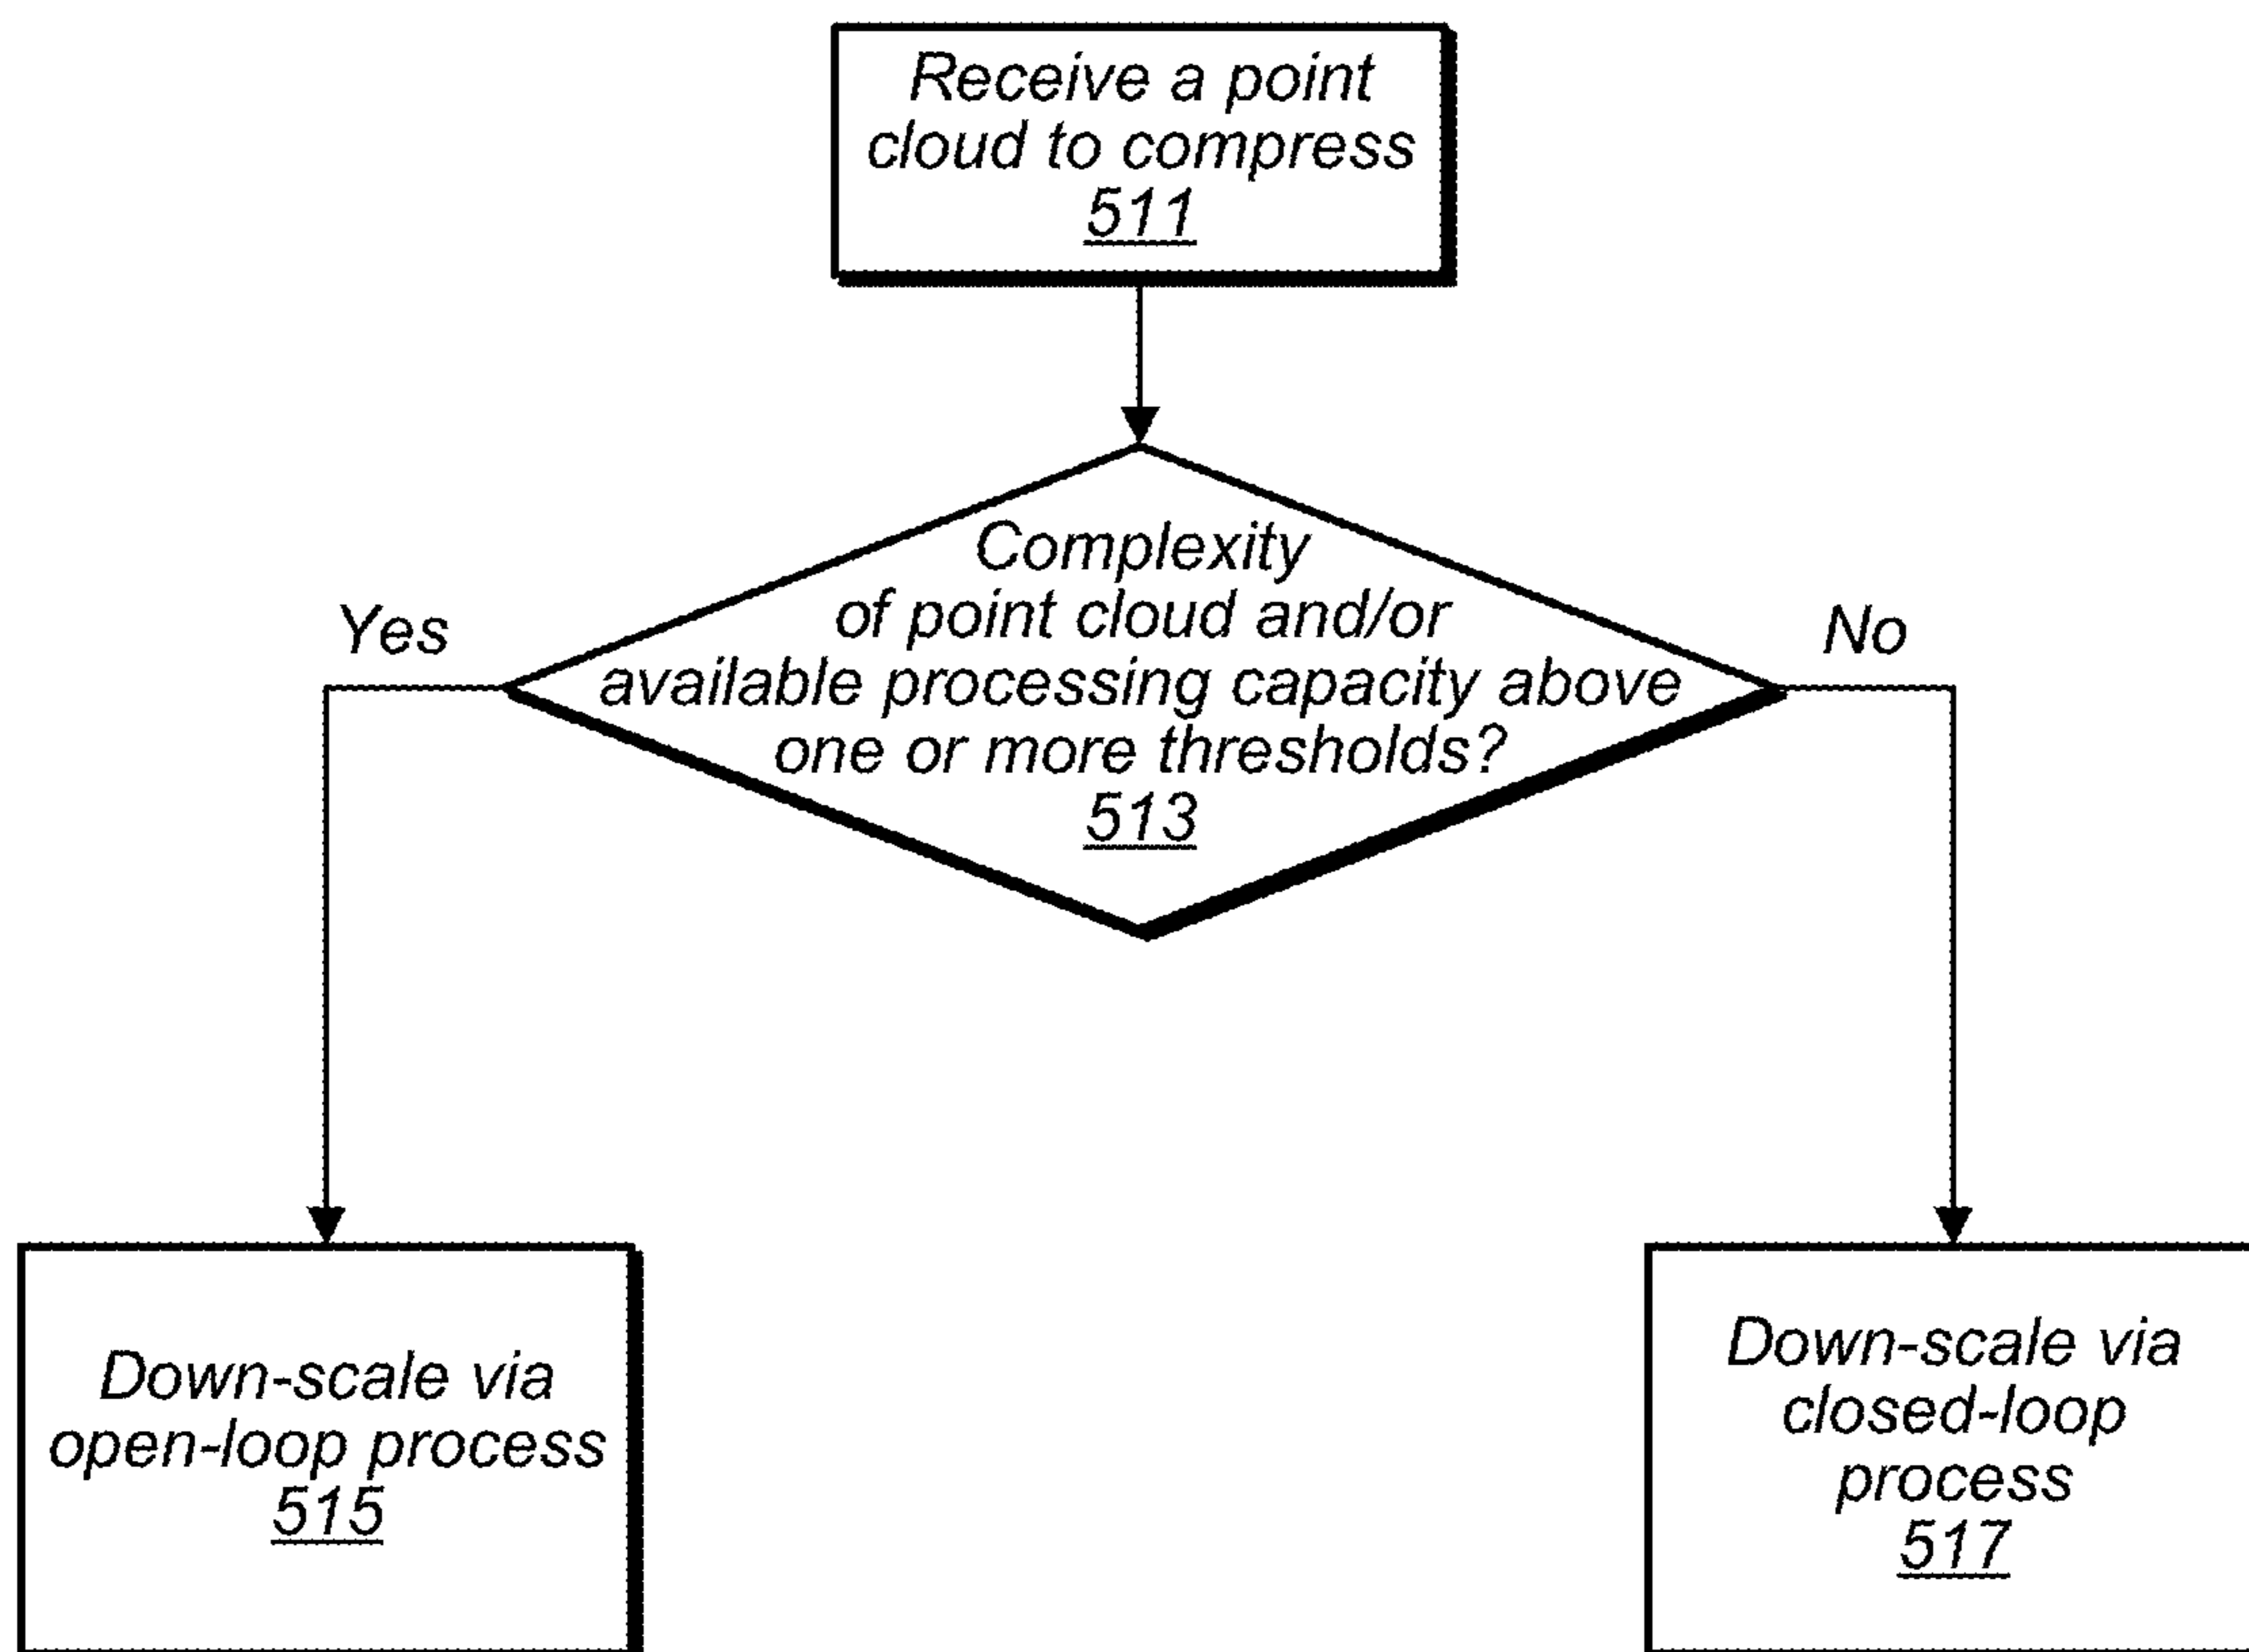 Receive a point
cloud to compress
511
Complexity
of point cloud and/or
available processing capacity above
one or more thresholds?
513
Yes
No
Down-scale via
open-loop process
515
Down-scale via
closed-loop
process
517